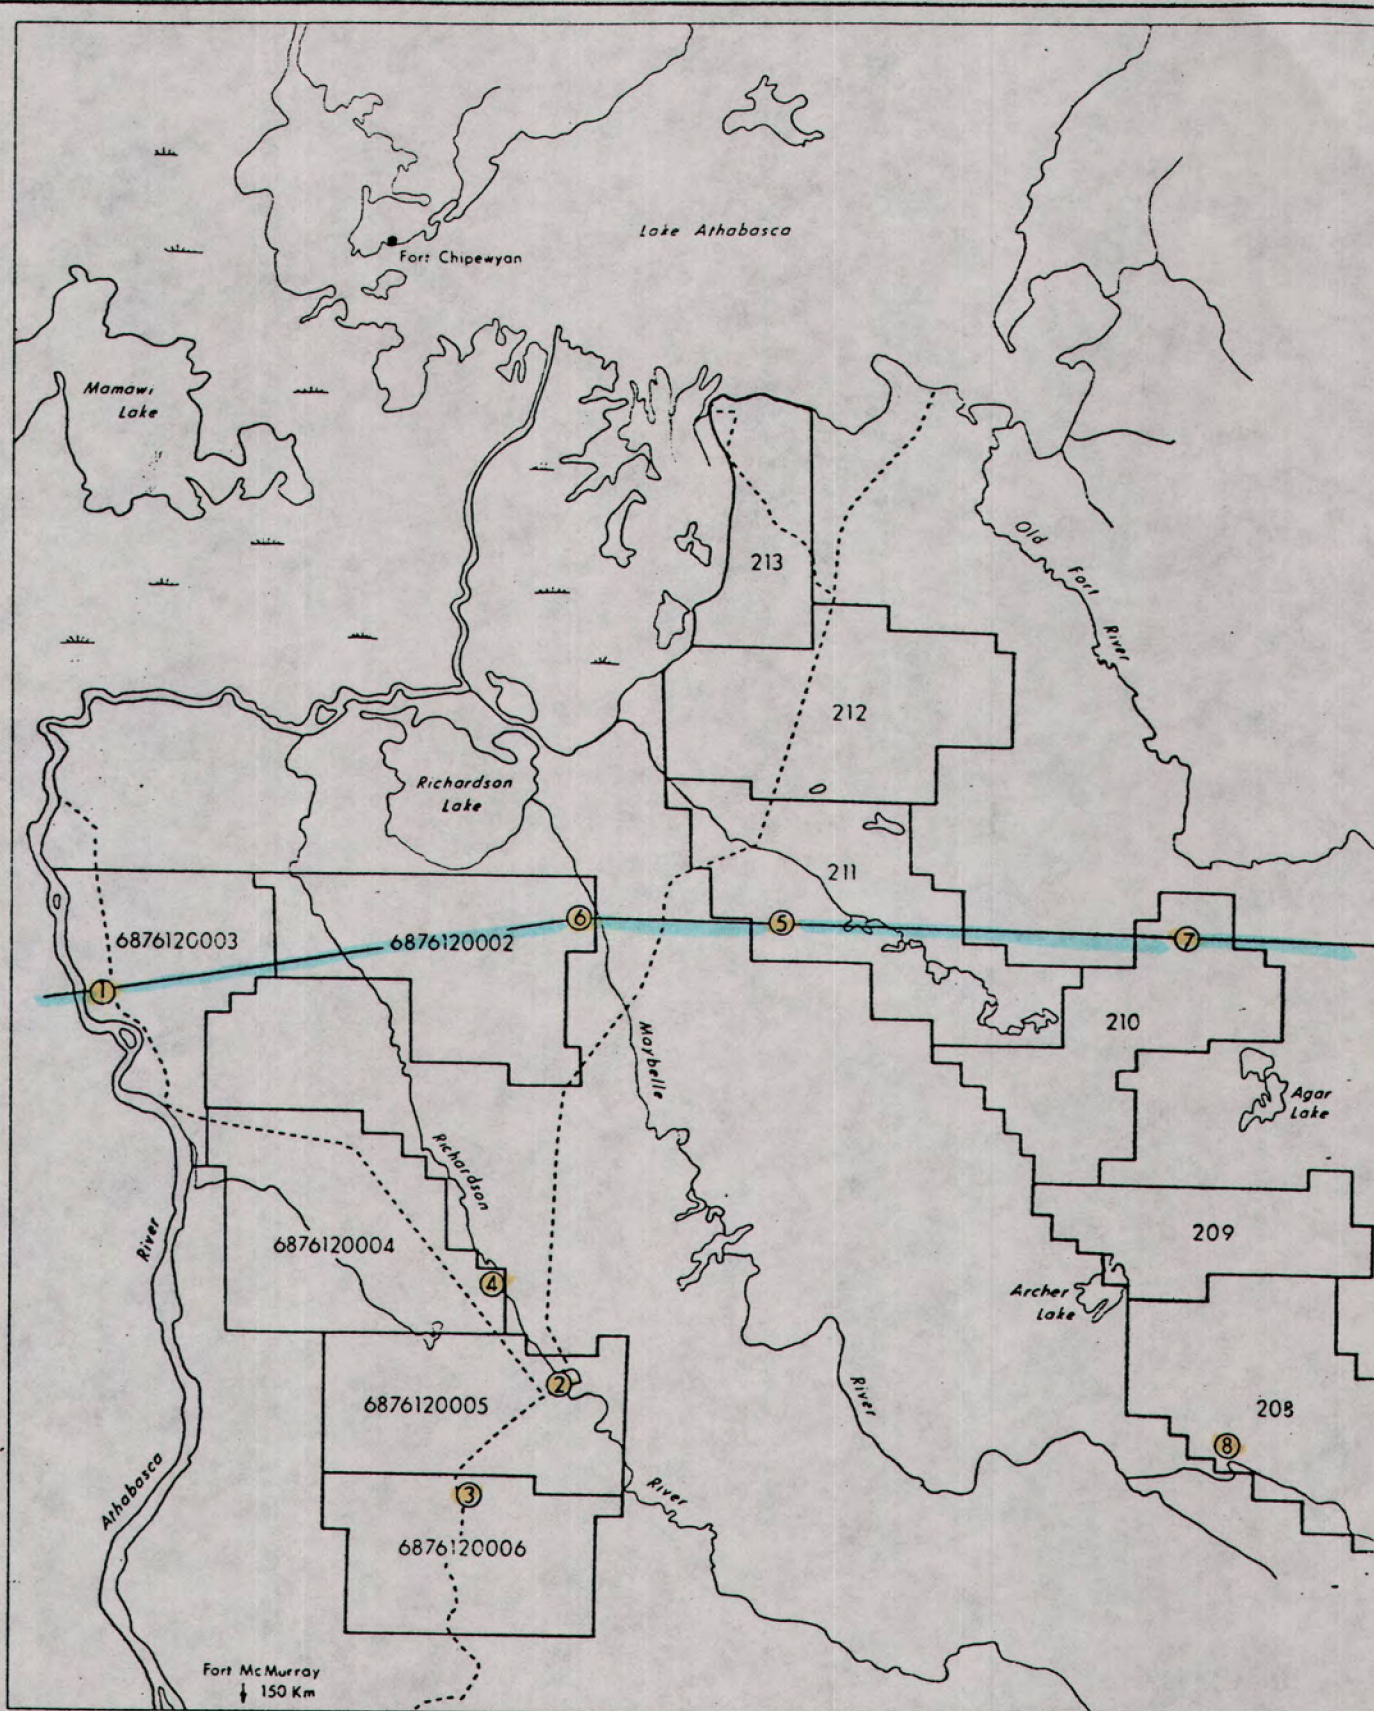 Lake Athabasca
Fort Chipewyan
Mamawi
Lake
213
Old
Fort
River
212
Richardson
Lake
211
6
5
6876120003
6876120002
7
1
210
Maybelle
Agar
Lake
Richardson
River
6876120004
209
4
Archer
Lake
2
River
6876120005
208
8
Athabasca
3
River
6876120006
Fort McMurray
↓ 150 Km